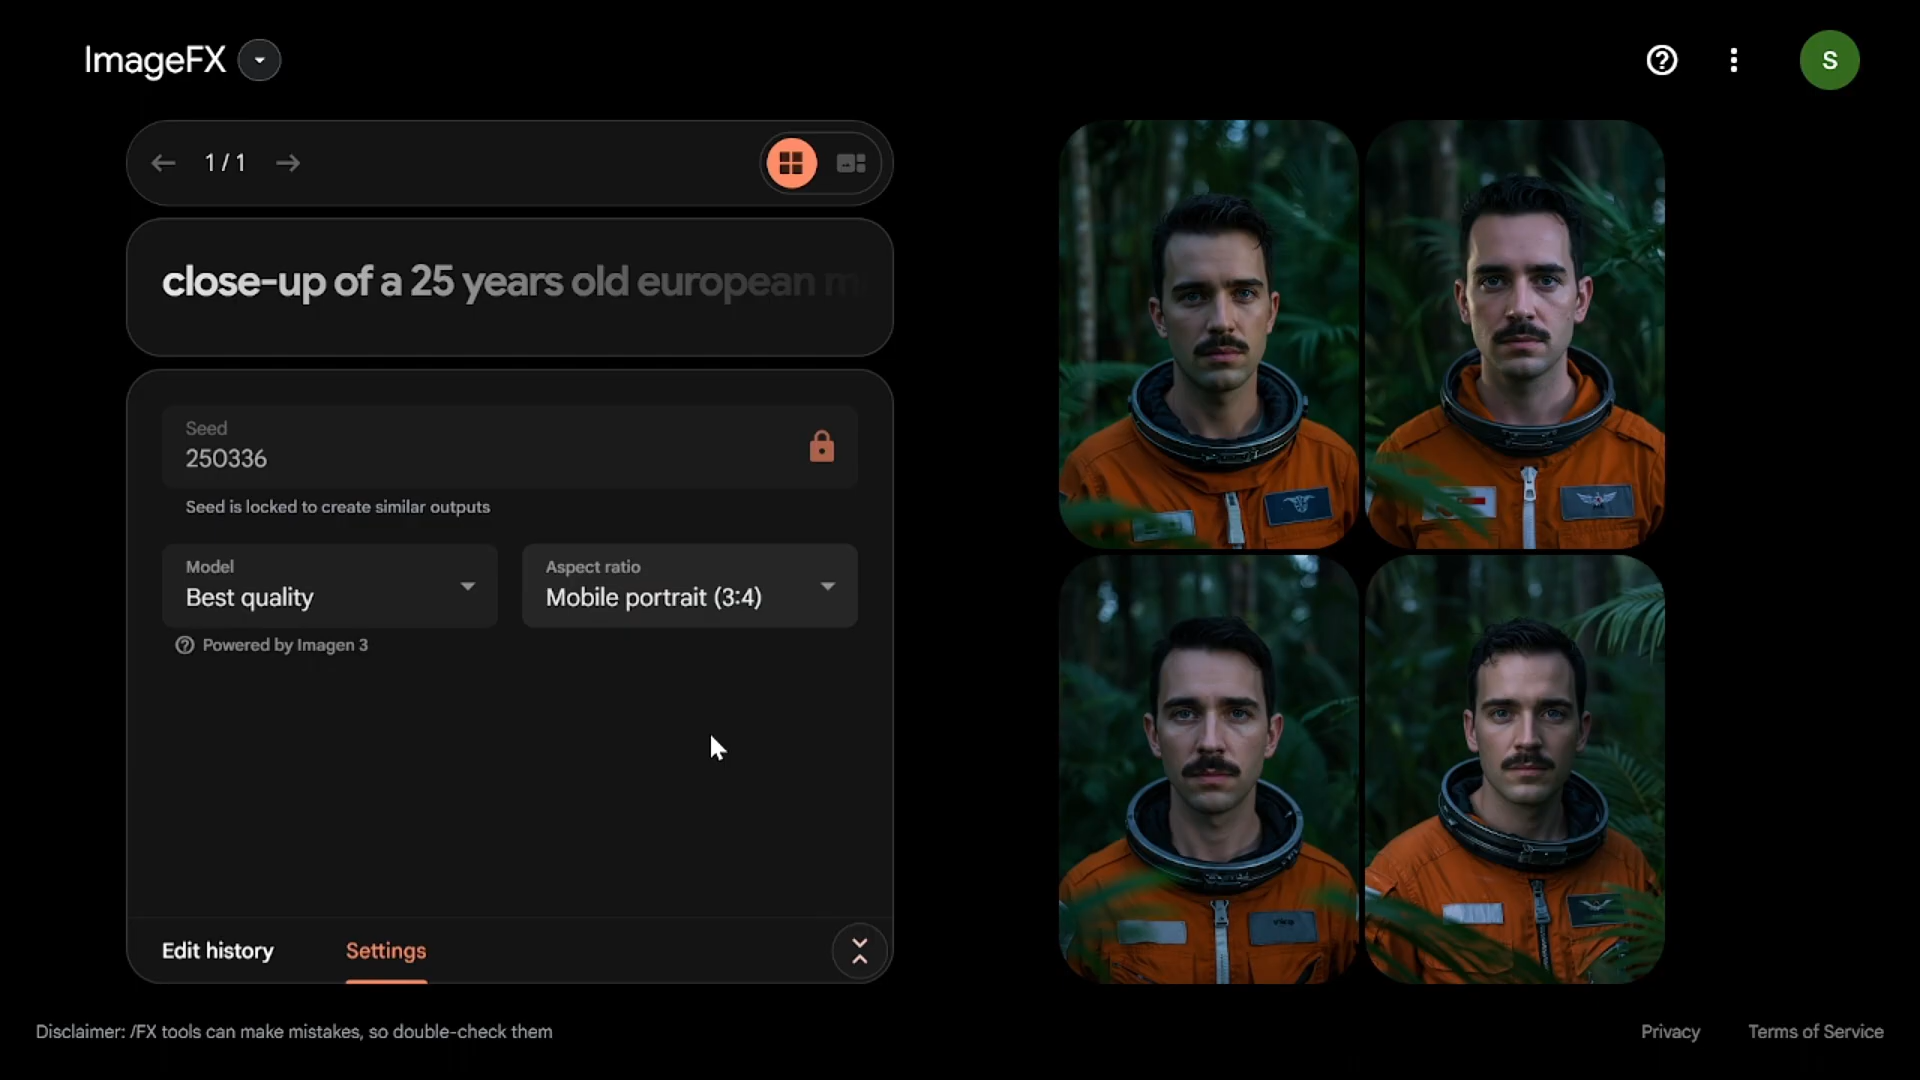 ImageFX
S
1 / 1
close-up of a 25 years old european
Seed
250336
Seed is locked to create similar outputs
Model
Best quality
Aspect ratio
Mobile portrait (3:4)
Powered by Imagen 3
Edit history
Settings
Disclaimer: /FX tools can make mistakes, so double-check them
Privacy
Terms of Service